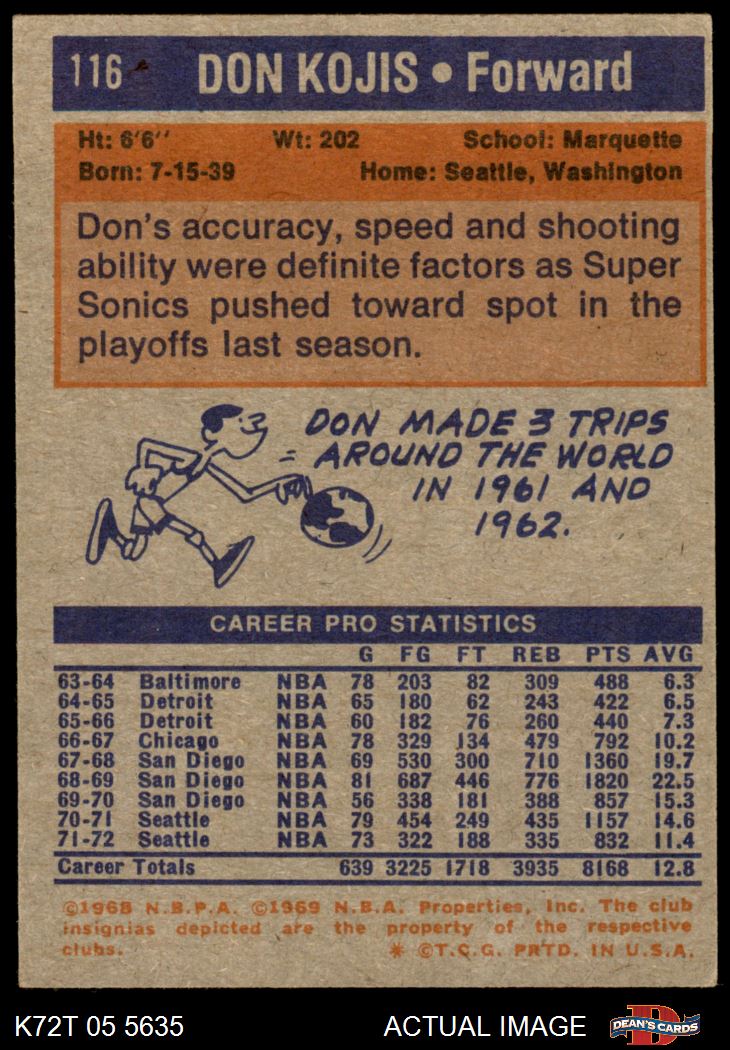 116 DON KOJIS • Forward
Ht: 6'6'' Wt: 202 School: Marquette
Born: 7-15-39 Home: Seattle, Washington
Don's accuracy, speed and shooting
ability were definite factors as Super
Sonics pushed toward spot in the
playoffs last season.
DON MADE 3 TRIPS
AROUND THE WORLD
IN 1961 AND
1962.
CAREER PRO STATISTICS
G FG FT REB PTS AVG
63-64 Baltimore NBA 78 203 82 309 488 6.3
64-65 Detroit NBA 65 180 62 243 422 6.5
65-66 Detroit NBA 60 182 76 260 440 7.3
66-67 Chicago NBA 78 329 134 479 792 10.2
67-68 San Diego NBA 69 530 300 710 1360 19.7
68-69 San Diego NBA 81 687 446 776 1820 22.5
69-70 San Diego NBA 56 338 181 388 857 15.3
70-71 Seattle NBA 79 454 249 435 1157 14.6
71-72 Seattle NBA 73 322 188 335 832 11.4
Career Totals 639 3225 1718 3935 8168 12.8
©1968 N.B.P.A. ©1969 N.B.A. Properties, Inc. The club
insignias depicted are the property of the respective
clubs. * ©T.C.G. PRTD. IN U.S.A.
K72T 05 5635 ACTUAL IMAGE D DEAN'S CARDS